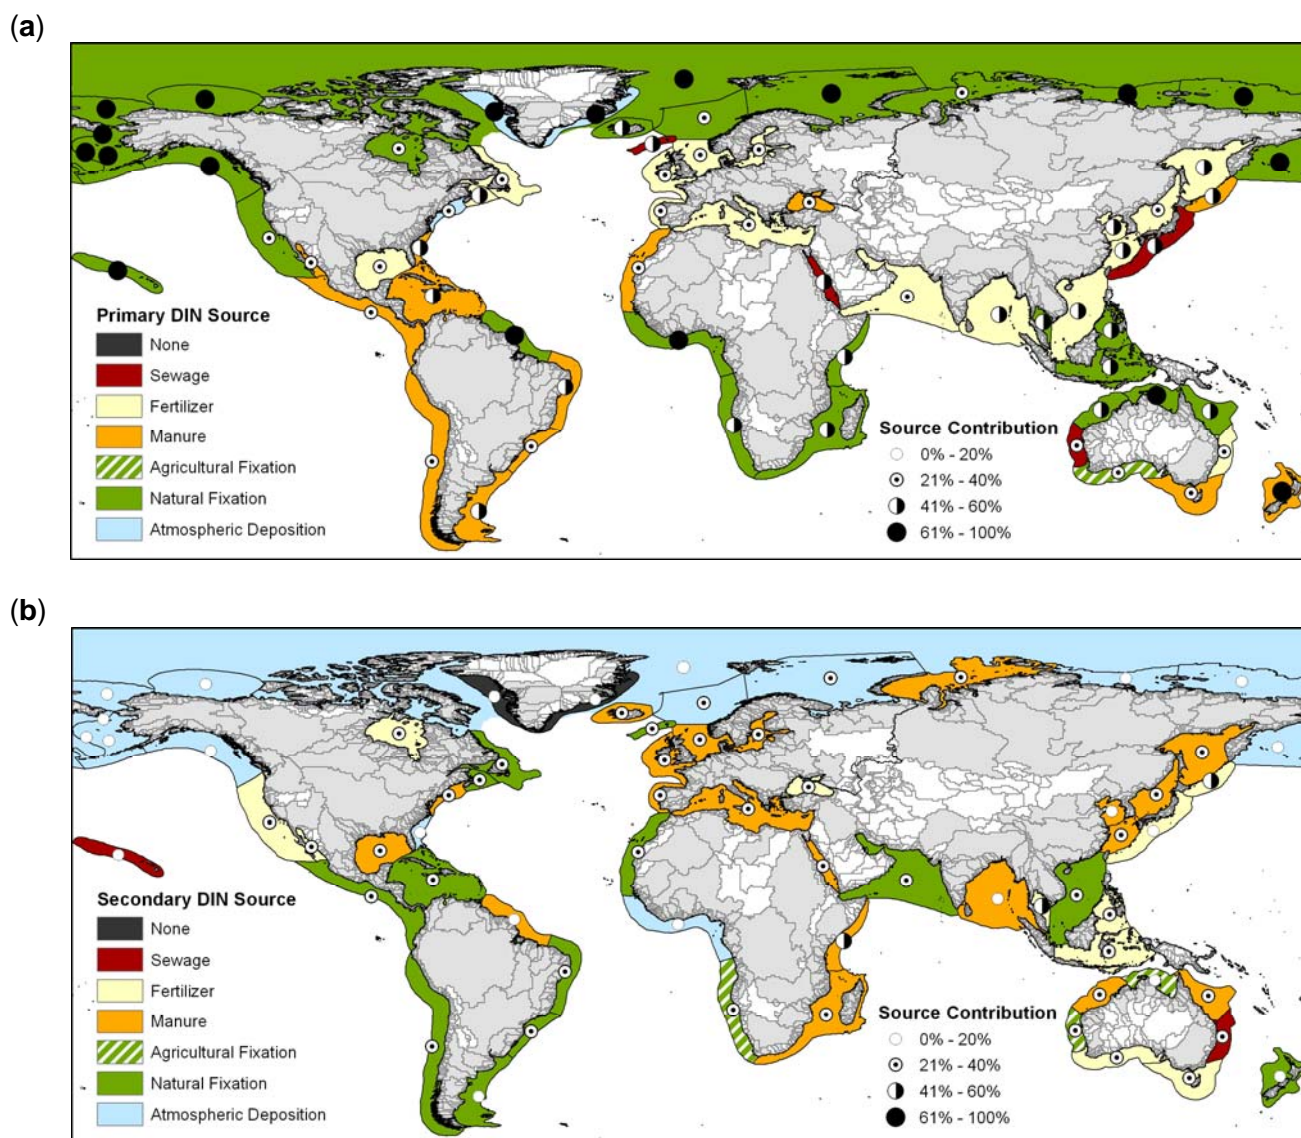 (a)
Primary DIN Source
None
Sewage
Fertilizer
Manure
Agricultural Fixation
Natural Fixation
Atmospheric Deposition
Source Contribution
0% - 20%
21% - 40%
41% - 60%
61% - 100%
(b)
Secondary DIN Source
None
Sewage
Fertilizer
Manure
Agricultural Fixation
Natural Fixation
Atmospheric Deposition
Source Contribution
0% - 20%
21% - 40%
41% - 60%
61% - 100%